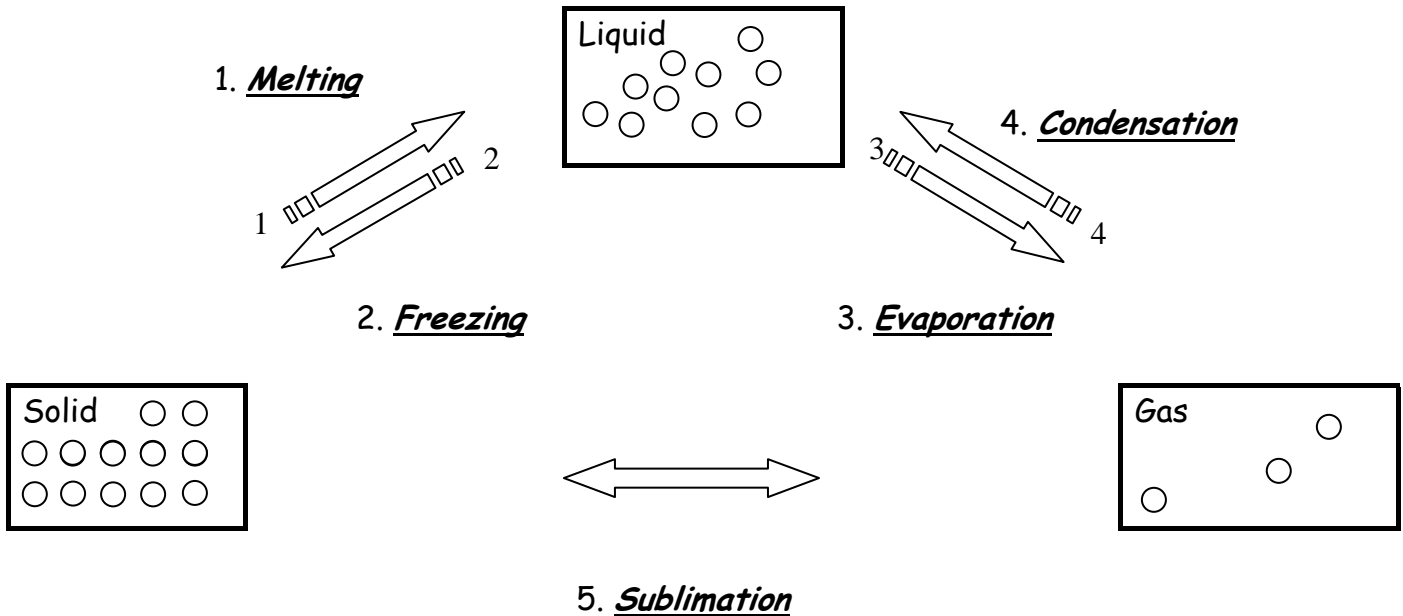 Liquid
1. Melting
4. Condensation
2
3
1
4
2. Freezing
3. Evaporation
Solid
Gas
5. Sublimation